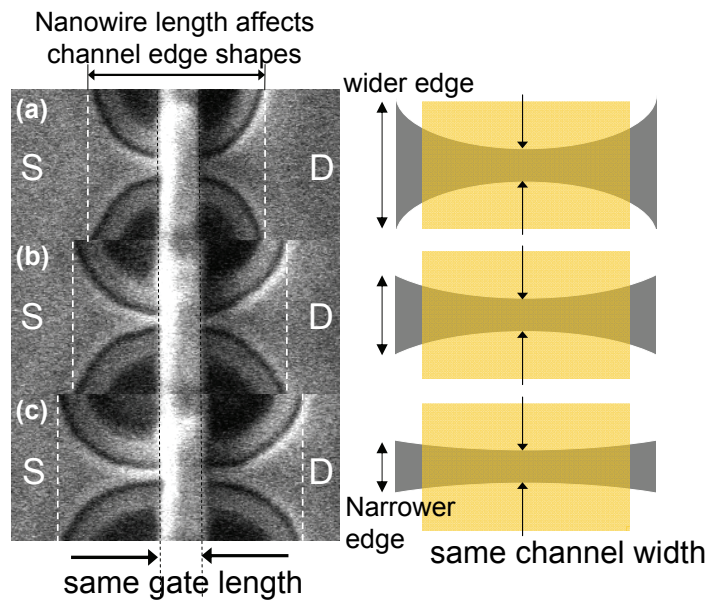 Nanowire length affects
channel edge shapes
wider edge
(a)
S
D
(b)
S
D
(c)
S
D
Narrower
edge
same channel width
same gate length